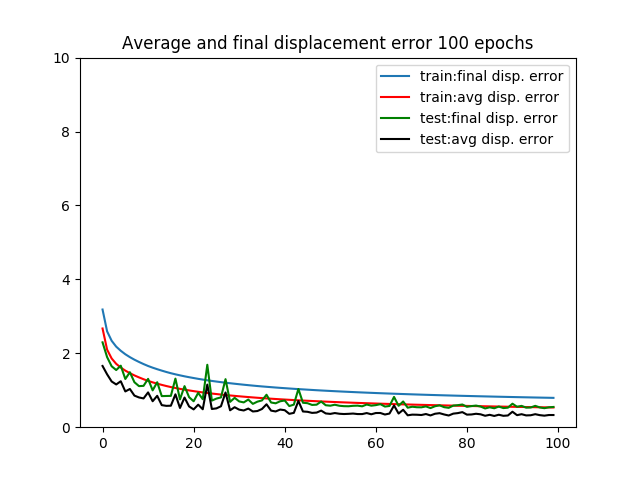 Average and final displacement error 100 epochs
train:final disp. error
train:avg disp. error
test:final disp. error
test:avg disp. error
10
8
6
4
2
0
0 20 40 60 80 100